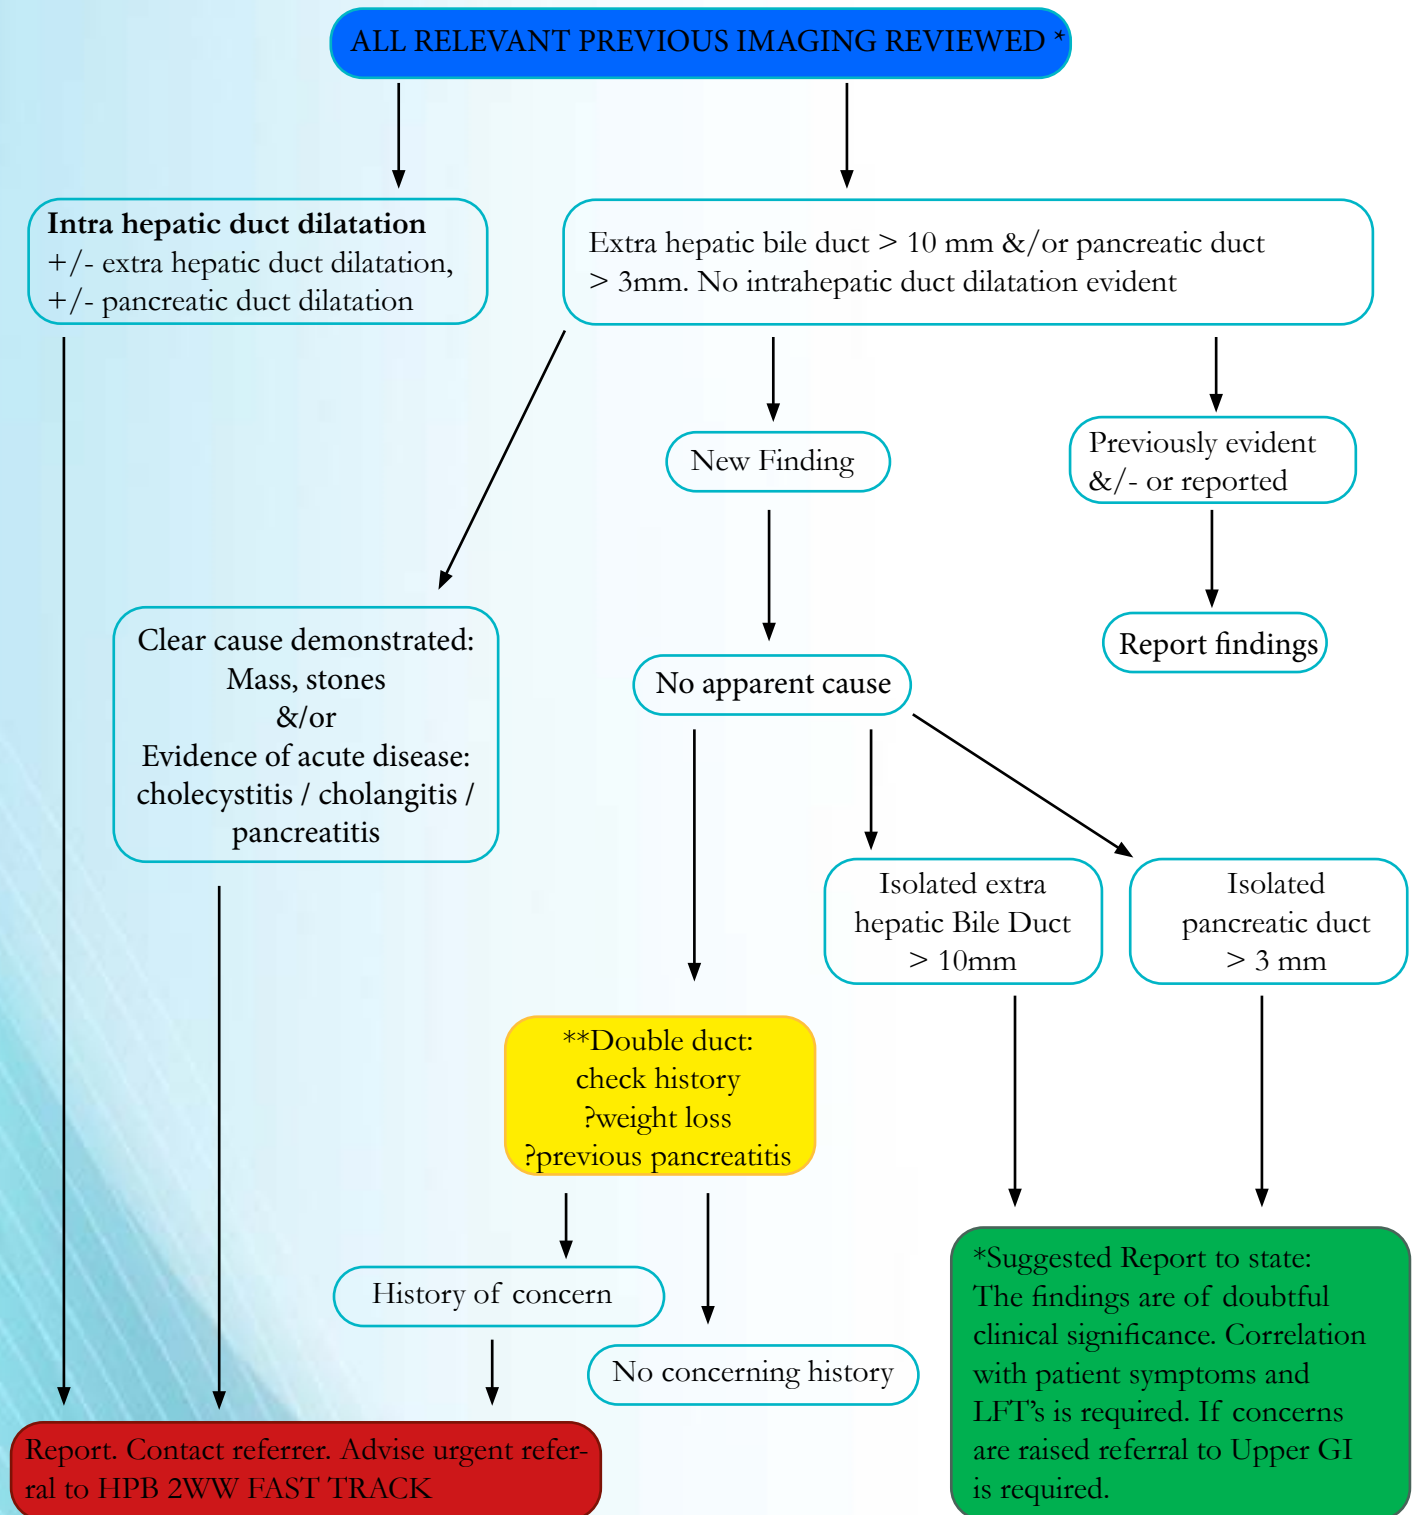 ALL RELEVANT PREVIOUS IMAGING REVIEWED *
Intra hepatic duct dilatation
+/- extra hepatic duct dilatation,
+/- pancreatic duct dilatation
Extra hepatic bile duct > 10 mm &/or pancreatic duct
> 3mm. No intrahepatic duct dilatation evident
New Finding
Previously evident
&/- or reported
Clear cause demonstrated:
Mass, stones
&/or
Evidence of acute disease:
cholecystitis / cholangitis /
pancreatitis
Report findings
No apparent cause
Isolated extra
hepatic Bile Duct
> 10mm
Isolated
pancreatic duct
> 3 mm
**Double duct:
check history
?weight loss
?previous pancreatitis
History of concern
No concerning history
*Suggested Report to state:
The findings are of doubtful
clinical significance. Correlation
with patient symptoms and
LFT's is required. If concerns
are raised referral to Upper GI
is required.
Report. Contact referrer. Advise urgent refer-
ral to HPB 2WW FAST TRACK